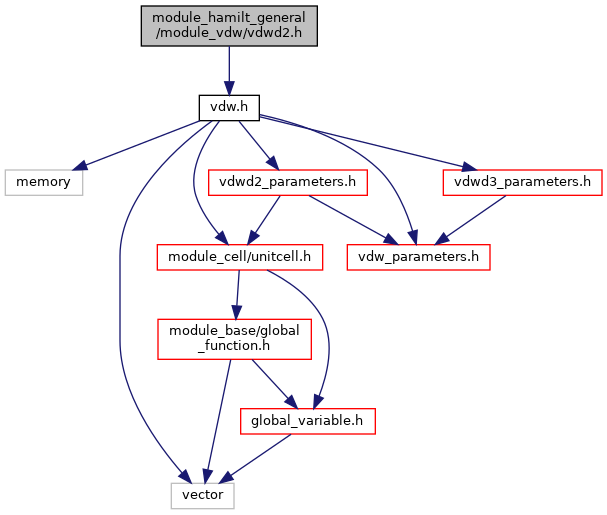 module_hamilt_general
/module_vdw/vdwd2.h
vdw.h
memory
vdwd2_parameters.h
vdwd3_parameters.h
module_cell/unitcell.h
vdw_parameters.h
module_base/global
_function.h
global_variable.h
vector